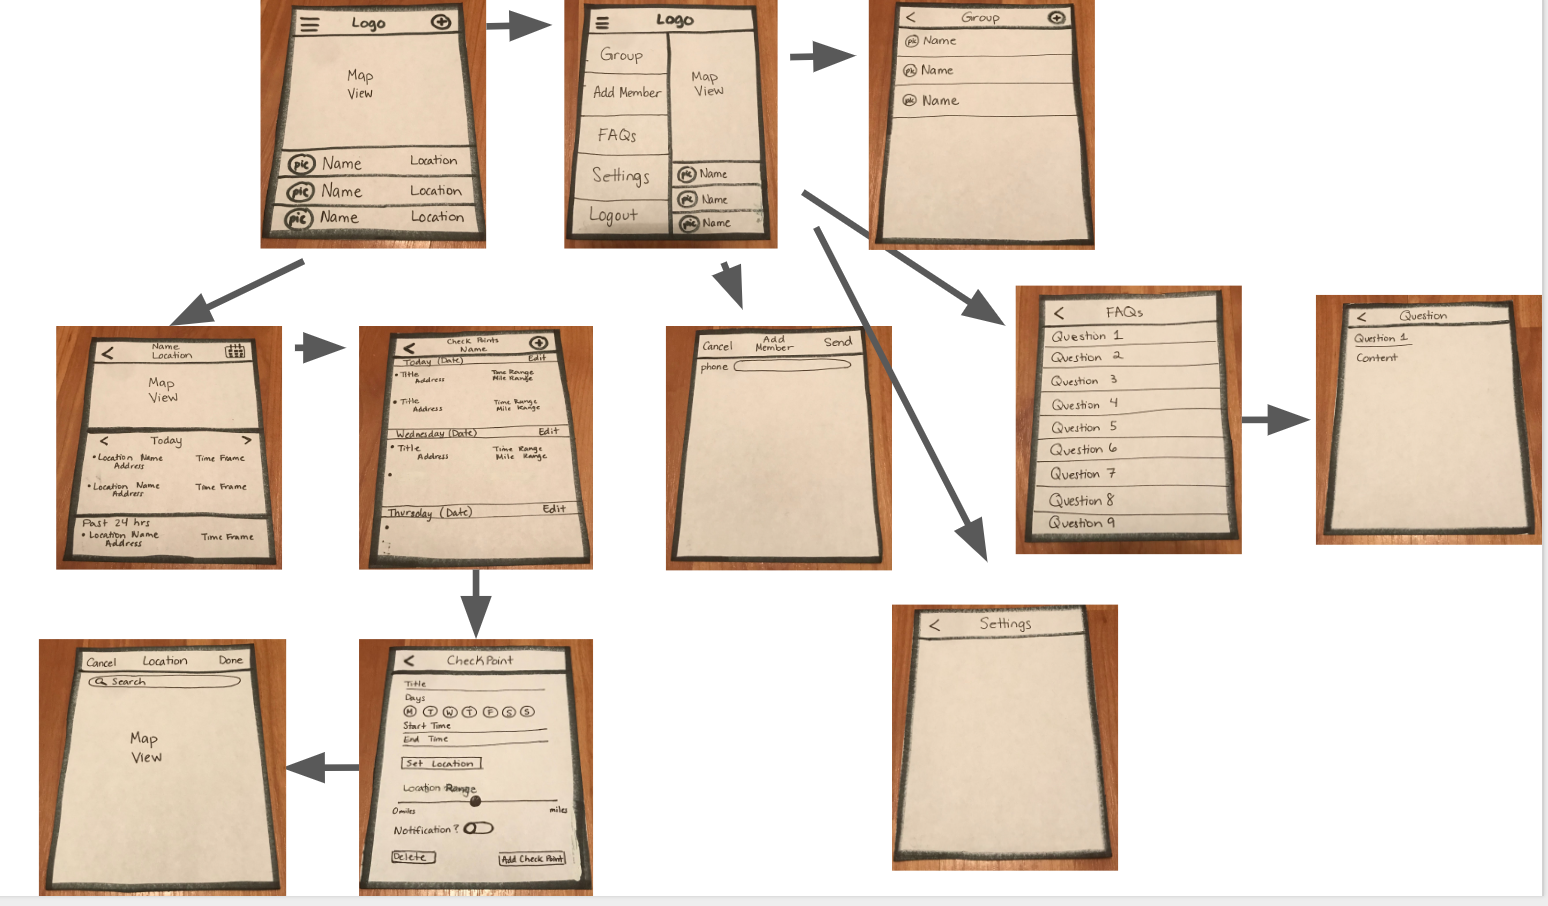 Logo
Map
View
pic Name Location
pic Name Location
pic Name Location
Logo
Group
Add Member
FAQs
Settings
Logout
Map
View
pic Name
pic Name
pic Name
< Group
pic Name
pic Name
pic Name
< Name
Location
Map
View
< Today >
• Location Name Time Frame
Address
• Location Name Time Frame
Address
Past 24 hrs
• Location Name Time Frame
Address
< Check Points
Name
Today (Date) Edit
• Title Time Range
Address Mile Range
• Title Time Range
Address Mile Range
Wednesday (Date) Edit
• Title Time Range
Address Mile Range
Thursday (Date) Edit
Cancel Add Member Send
phone
< FAQs
Question 1
Question 2
Question 3
Question 4
Question 5
Question 6
Question 7
Question 8
Question 9
< Question
Question 1
Content
Cancel Location Done
Search
Map
View
< CheckPoint
Title
Days
M T W T F S S
Start Time
End Time
Set Location
Location Range
0 miles miles
Notification?
Delete Add Check Point
< Settings